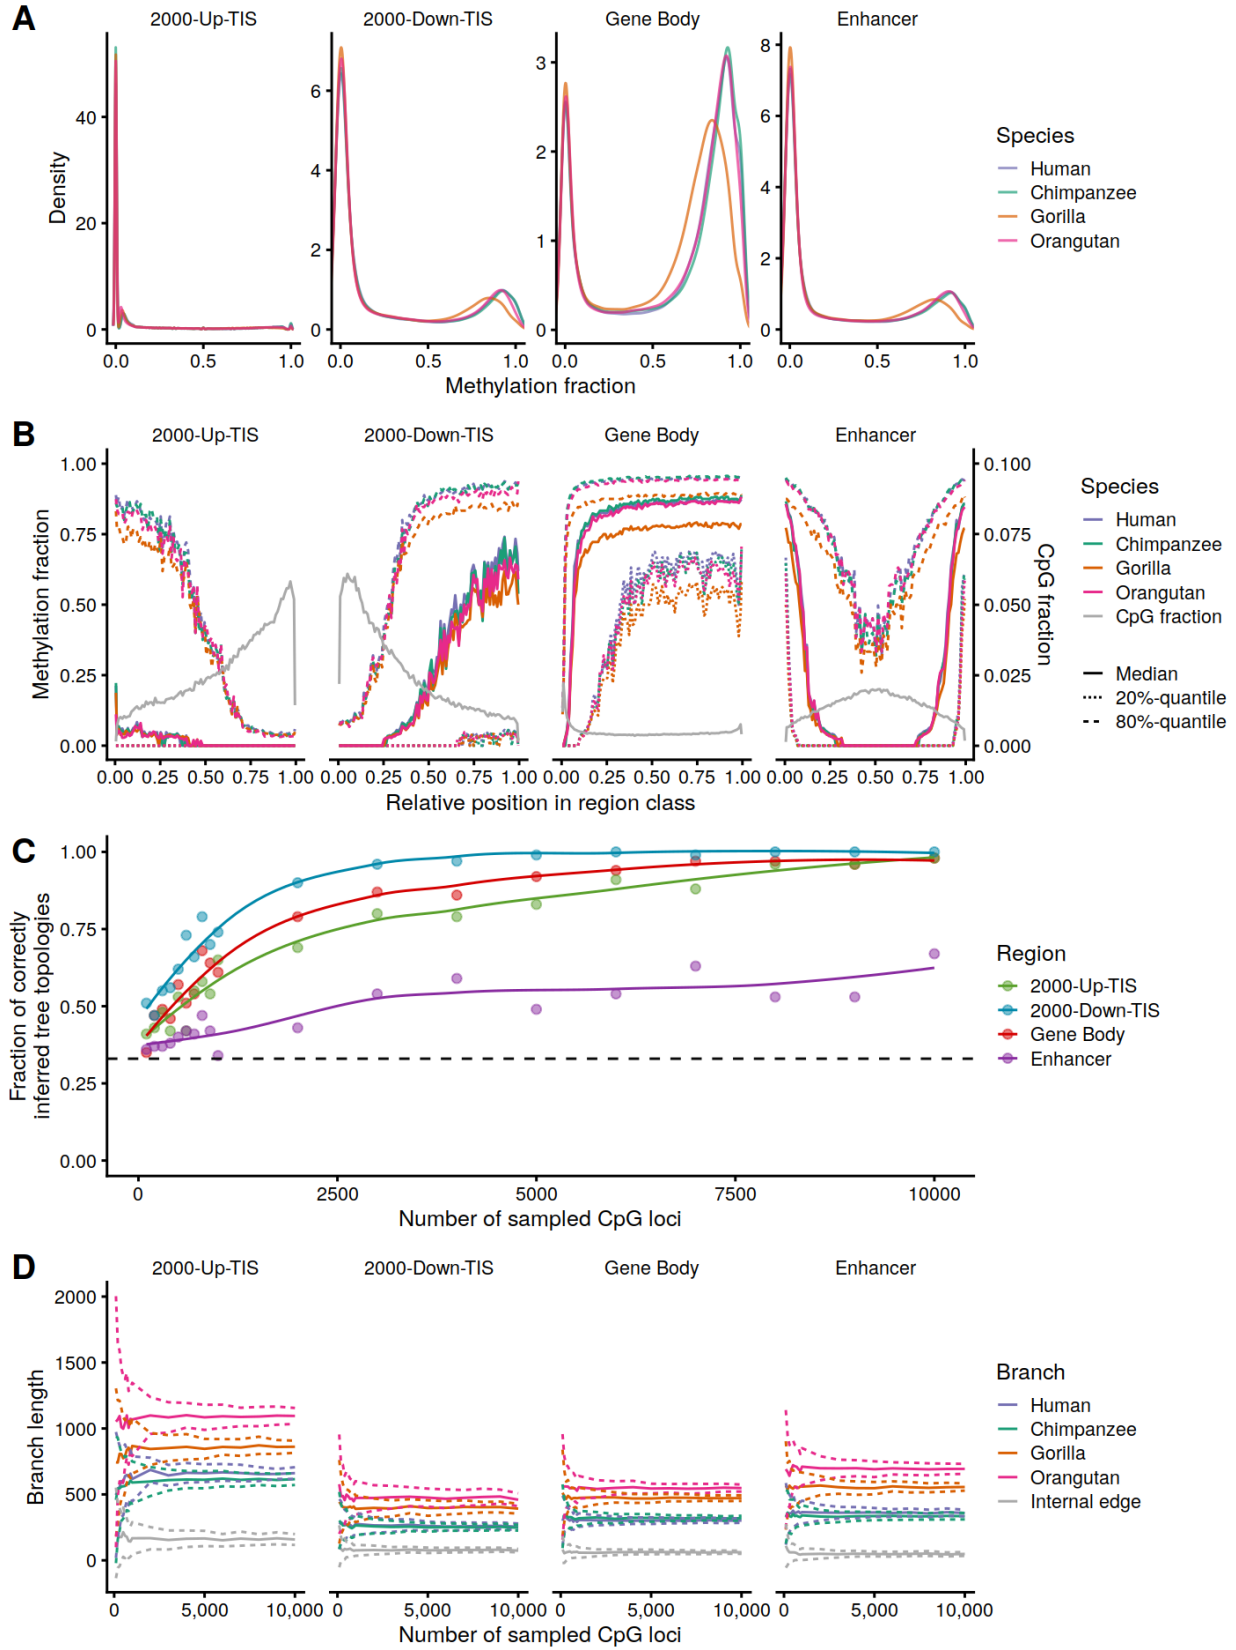 A
2000-Up-TIS
2000-Down-TIS
Gene Body
Enhancer
Density
40
20
0
6
4
2
0
3
2
1
0
8
6
4
2
0
0.0 0.5 1.0
0.0 0.5 1.0
0.0 0.5 1.0
0.0 0.5 1.0
Methylation fraction
Species
Human
Chimpanzee
Gorilla
Orangutan
B
2000-Up-TIS
2000-Down-TIS
Gene Body
Enhancer
Methylation fraction
1.00
0.75
0.50
0.25
0.00
0.100
0.075
0.050
0.025
0.000
CpG fraction
0.00 0.25 0.50 0.75 1.00
0.00 0.25 0.50 0.75 1.00
0.00 0.25 0.50 0.75 1.00
0.00 0.25 0.50 0.75 1.00
Relative position in region class
Species
Human
Chimpanzee
Gorilla
Orangutan
CpG fraction
Median
20%-quantile
80%-quantile
C
Fraction of correctly
inferred tree topologies
1.00
0.75
0.50
0.25
0.00
0 2500 5000 7500 10000
Number of sampled CpG loci
Region
2000-Up-TIS
2000-Down-TIS
Gene Body
Enhancer
D
2000-Up-TIS
2000-Down-TIS
Gene Body
Enhancer
Branch length
2000
1500
1000
500
0
0 5,000 10,000
0 5,000 10,000
0 5,000 10,000
0 5,000 10,000
Number of sampled CpG loci
Branch
Human
Chimpanzee
Gorilla
Orangutan
Internal edge